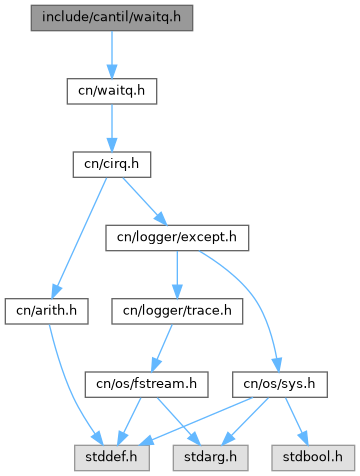 include/cantil/waitq.h
cn/waitq.h
cn/cirq.h
cn/logger/except.h
cn/arith.h
cn/logger/trace.h
cn/os/fstream.h
cn/os/sys.h
stddef.h
stdarg.h
stdbool.h